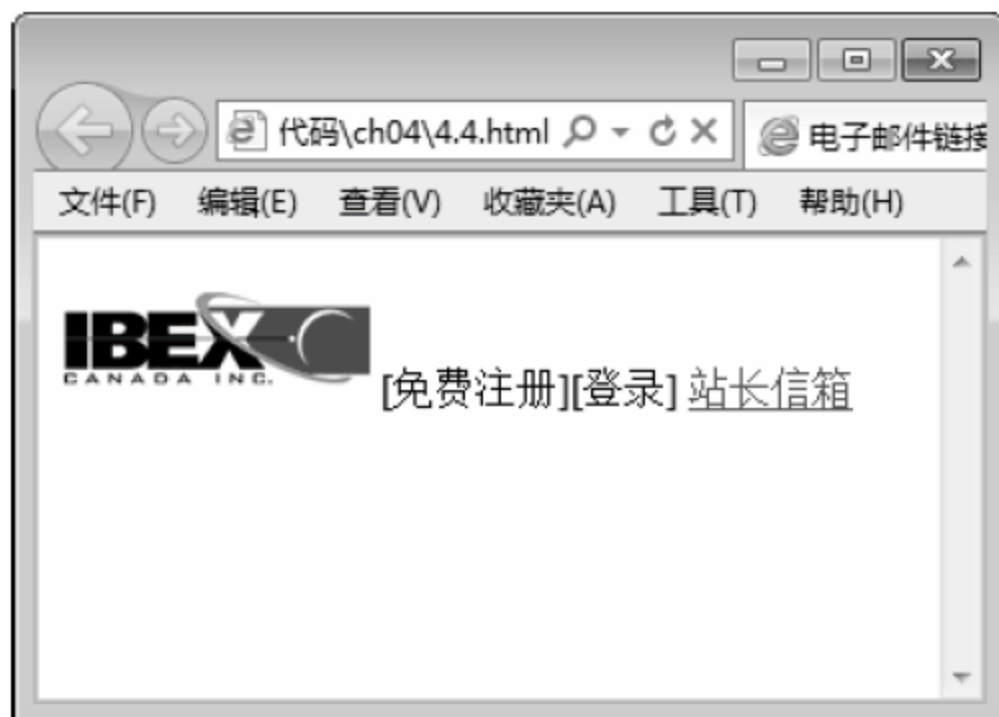 代码\ch04\4.4.html 电子邮件链接
文件(F) 编辑(E) 查看(V) 收藏夹(A) 工具(T) 帮助(H)
IBEX
CANADA INC.
[免费注册][登录] 站长信箱